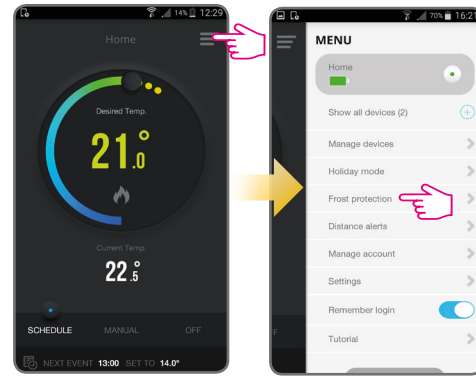 14% 12:29
Home
Desired Temp.
21.0°
Current Temp.
22.5°
SCHEDULE MANUAL OFF
NEXT EVENT 13:00 SET TO 14.0°
70% 16:21
MENU
Home
Show all devices (2)
Manage devices
Holiday mode
Frost protection
Distance alerts
Manage account
Settings
Remember login
Tutorial
F